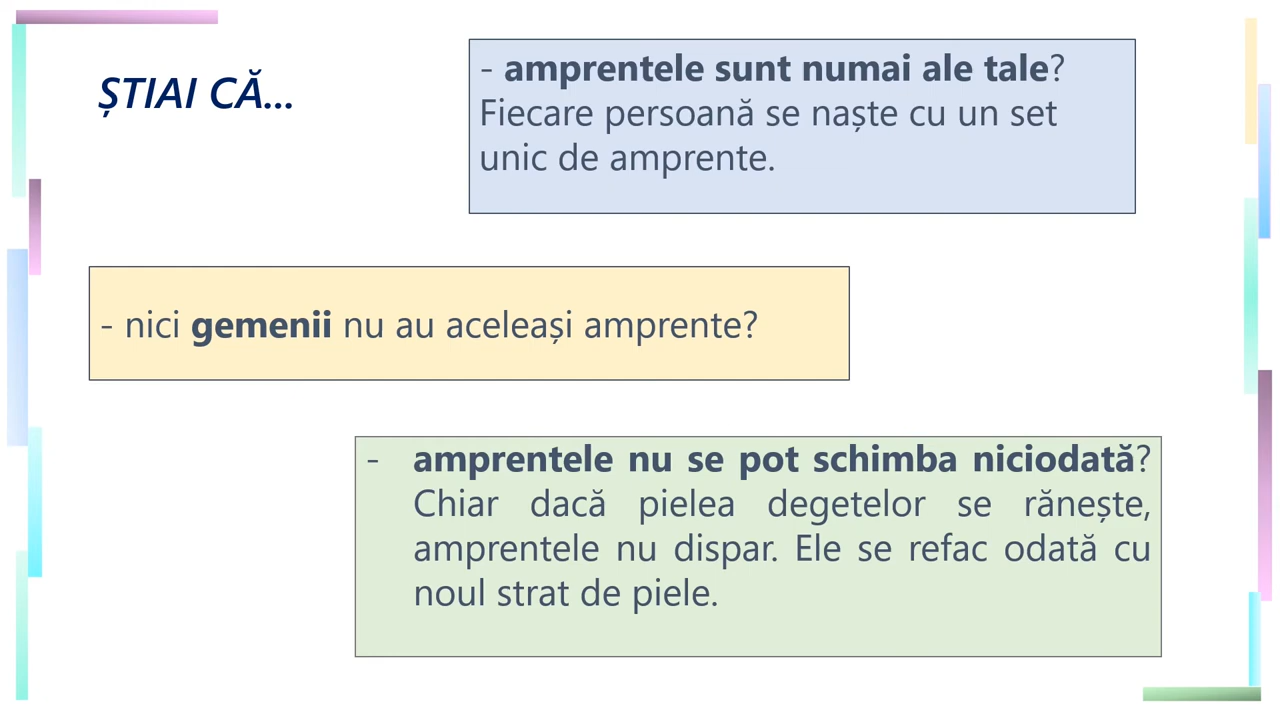 ȘTIAI CĂ...
- amprentele sunt numai ale tale?
Fiecare persoană se naște cu un set
unic de amprente.
- nici gemenii nu au aceleași amprente?
- amprentele nu se pot schimba niciodată?
Chiar dacă pielea degetelor se rănește,
amprentele nu dispar. Ele se refac odată cu
noul strat de piele.